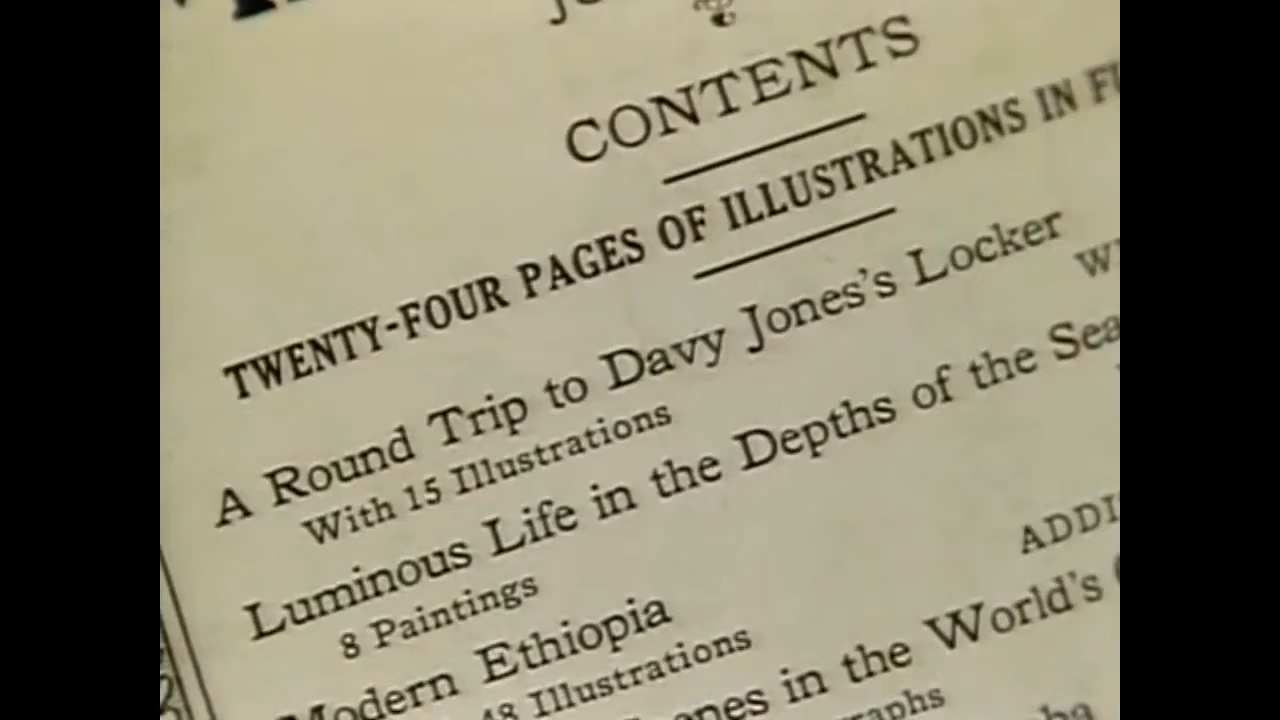 CONTENTS
TWENTY-FOUR PAGES OF ILLUSTRATIONS IN
A Round Trip to Davy Jones's Locker
With 15 Illustrations
Luminous Life in the Depths of the Sea
8 Paintings
Modern Ethiopia
48 Illustrations
in the World's